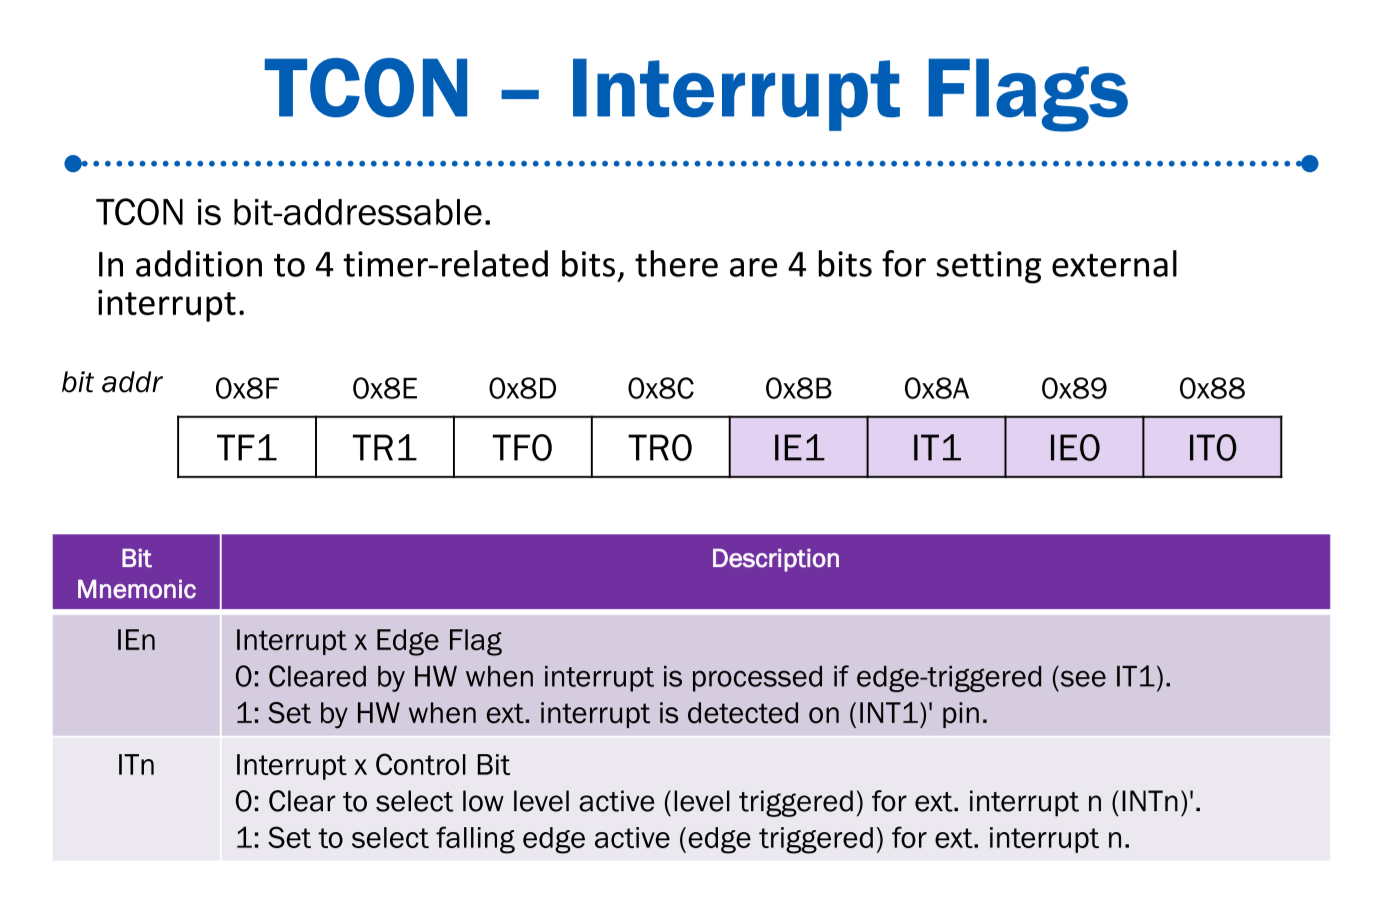 TCON – Interrupt Flags
TCON is bit-addressable.
In addition to 4 timer-related bits, there are 4 bits for setting external
interrupt.
bit addr 0x8F 0x8E 0x8D 0x8C 0x8B 0x8A 0x89 0x88
TF1 TR1 TF0 TR0 IE1 IT1 IE0 IT0
Bit
Mnemonic
Description
IEn
Interrupt x Edge Flag
0: Cleared by HW when interrupt is processed if edge-triggered (see IT1).
1: Set by HW when ext. interrupt is detected on (INT1)' pin.
ITn
Interrupt x Control Bit
0: Clear to select low level active (level triggered) for ext. interrupt n (INTn)'.
1: Set to select falling edge active (edge triggered) for ext. interrupt n.